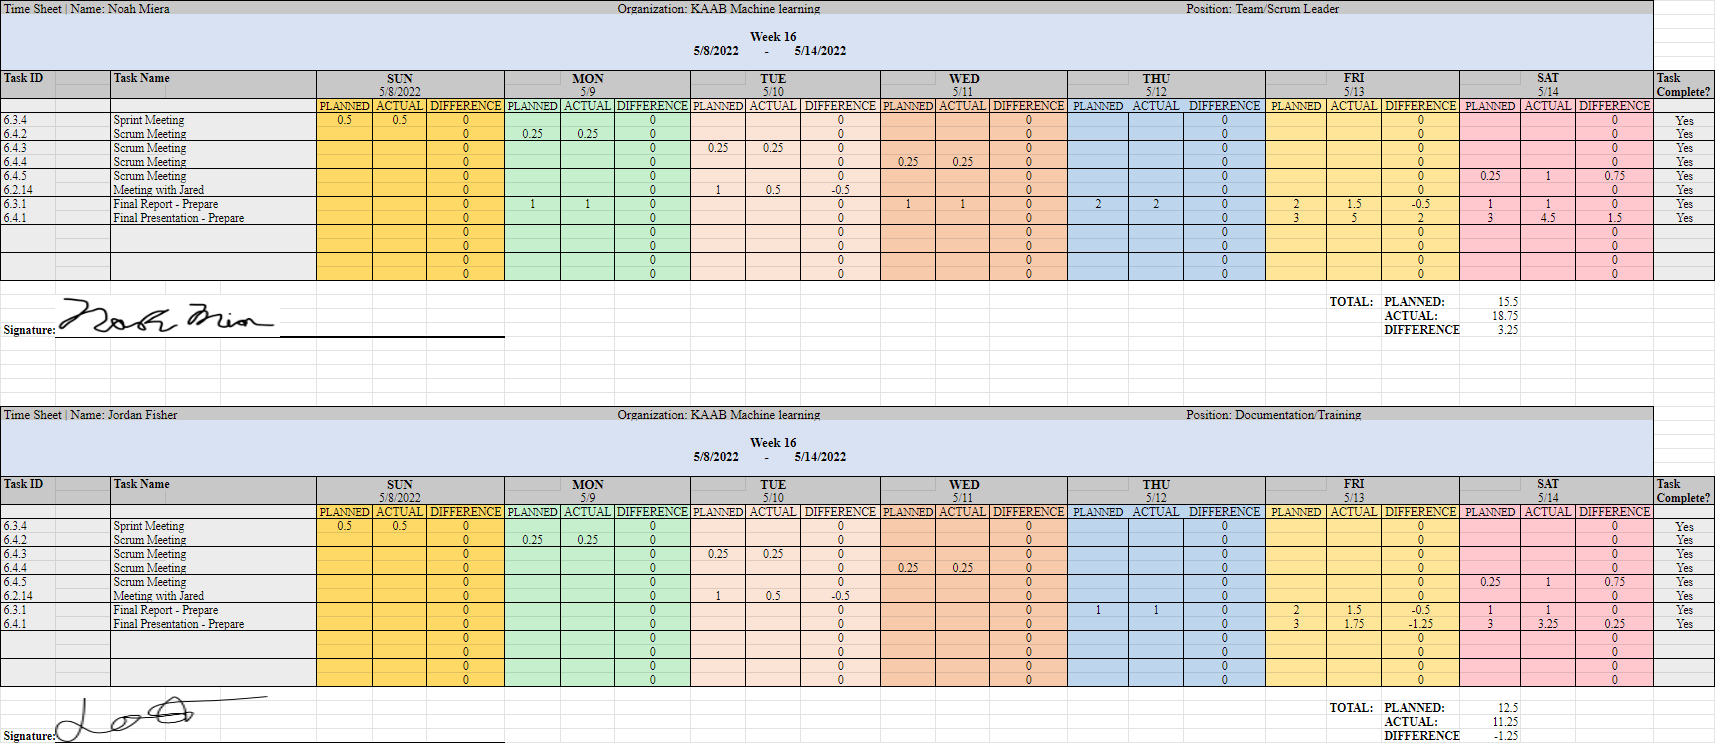 Time Sheet | Name: Noah Miera Organization: KAAB Machine learning Position: Team/Scrum Leader
Week 16
5/8/2022 - 5/14/2022
Task ID Task Name SUN MON TUE WED THU FRI SAT Task
5/8/2022 5/9 5/10 5/11 5/12 5/13 5/14 Complete?
PLANNED ACTUAL DIFFERENCE PLANNED ACTUAL DIFFERENCE PLANNED ACTUAL DIFFERENCE PLANNED ACTUAL DIFFERENCE PLANNED ACTUAL DIFFERENCE PLANNED ACTUAL DIFFERENCE PLANNED ACTUAL DIFFERENCE
6.3.4 Sprint Meeting 0.5 0.5 0 0 0 0 0 0 0 Yes
6.4.2 Scrum Meeting 0 0.25 0.25 0 0 0 0 0 0 Yes
6.4.3 Scrum Meeting 0 0 0.25 0.25 0 0 0 0 0 Yes
6.4.4 Scrum Meeting 0 0 0 0.25 0.25 0 0 0 0 Yes
6.4.5 Scrum Meeting 0 0 0 0 0 0 0.25 1 0.75 Yes
6.2.14 Meeting with Jared 0 0 1 0.5 -0.5 0 0 0 0 Yes
6.3.1 Final Report - Prepare 0 1 1 0 0 1 1 0 2 2 0 2 1.5 -0.5 1 1 0 Yes
6.4.1 Final Presentation - Prepare 0 0 0 0 0 3 5 2 3 4.5 1.5 Yes
0 0 0 0 0 0 0
0 0 0 0 0 0 0
0 0 0 0 0 0 0
0 0 0 0 0 0 0
TOTAL: PLANNED: 15.5
ACTUAL: 18.75
Signature: Noah Miera DIFFERENCE 3.25
Time Sheet | Name: Jordan Fisher Organization: KAAB Machine learning Position: Documentation/Training
Week 16
5/8/2022 - 5/14/2022
Task ID Task Name SUN MON TUE WED THU FRI SAT Task
5/8/2022 5/9 5/10 5/11 5/12 5/13 5/14 Complete?
PLANNED ACTUAL DIFFERENCE PLANNED ACTUAL DIFFERENCE PLANNED ACTUAL DIFFERENCE PLANNED ACTUAL DIFFERENCE PLANNED ACTUAL DIFFERENCE PLANNED ACTUAL DIFFERENCE PLANNED ACTUAL DIFFERENCE
6.3.4 Sprint Meeting 0.5 0.5 0 0 0 0 0 0 0 Yes
6.4.2 Scrum Meeting 0 0.25 0.25 0 0 0 0 0 0 Yes
6.4.3 Scrum Meeting 0 0 0.25 0.25 0 0 0 0 0 Yes
6.4.4 Scrum Meeting 0 0 0 0.25 0.25 0 0 0 0 Yes
6.4.5 Scrum Meeting 0 0 0 0 0 0 0.25 1 0.75 Yes
6.2.14 Meeting with Jared 0 0 1 0.5 -0.5 0 0 0 0 Yes
6.3.1 Final Report - Prepare 0 0 0 0 1 1 0 2 1.5 -0.5 1 1 0 Yes
6.4.1 Final Presentation - Prepare 0 0 0 0 0 3 1.75 -1.25 3 3.25 0.25 Yes
0 0 0 0 0 0 0
0 0 0 0 0 0 0
0 0 0 0 0 0 0
0 0 0 0 0 0 0
TOTAL: PLANNED: 12.5
ACTUAL: 11.25
Signature: DIFFERENCE -1.25